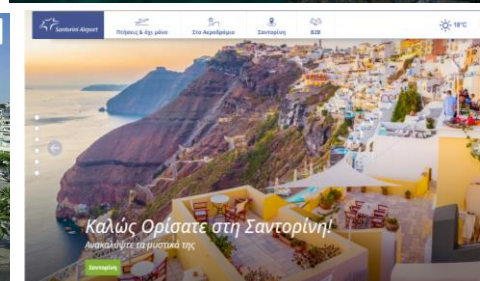 Santorini Airport
Πτήσεις & όχι μόνο
Στο Αεροδρόμιο
Σαντορίνη
B2B
18°C
Καλώς Ορίσατε στη Σαντορίνη!
Ανακαλύψτε τα μυστικά της
Σαντορίνη